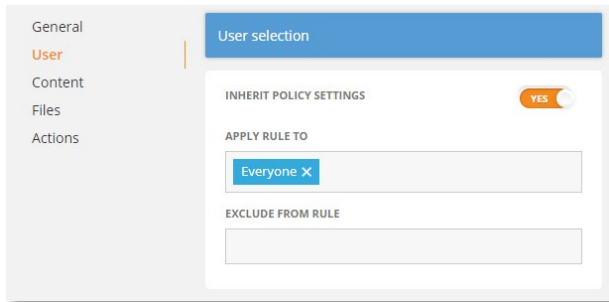 General
User
Content
Files
Actions
User selection
INHERIT POLICY SETTINGS
YES
APPLY RULE TO
Everyone ×
EXCLUDE FROM RULE